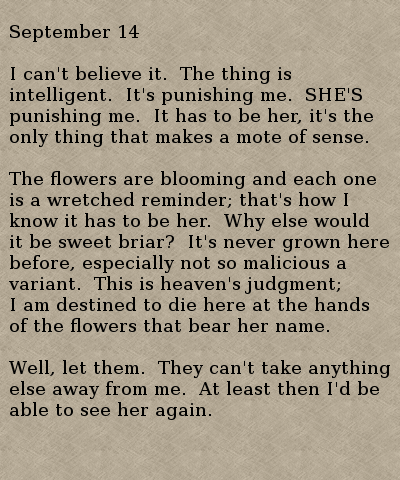 September 14
I can't believe it.  The thing is
intelligent.  It's punishing me.  SHE'S
punishing me.  It has to be her, it's the
only thing that makes a mote of sense.
The flowers are blooming and each one
is a wretched reminder; that's how I
know it has to be her.  Why else would
it be sweet briar?  It's never grown here
before, especially not so malicious a
variant.  This is heaven's judgment;
I am destined to die here at the hands
of the flowers that bear her name.
Well, let them.  They can't take anything
else away from me.  At least then I'd be
able to see her again.